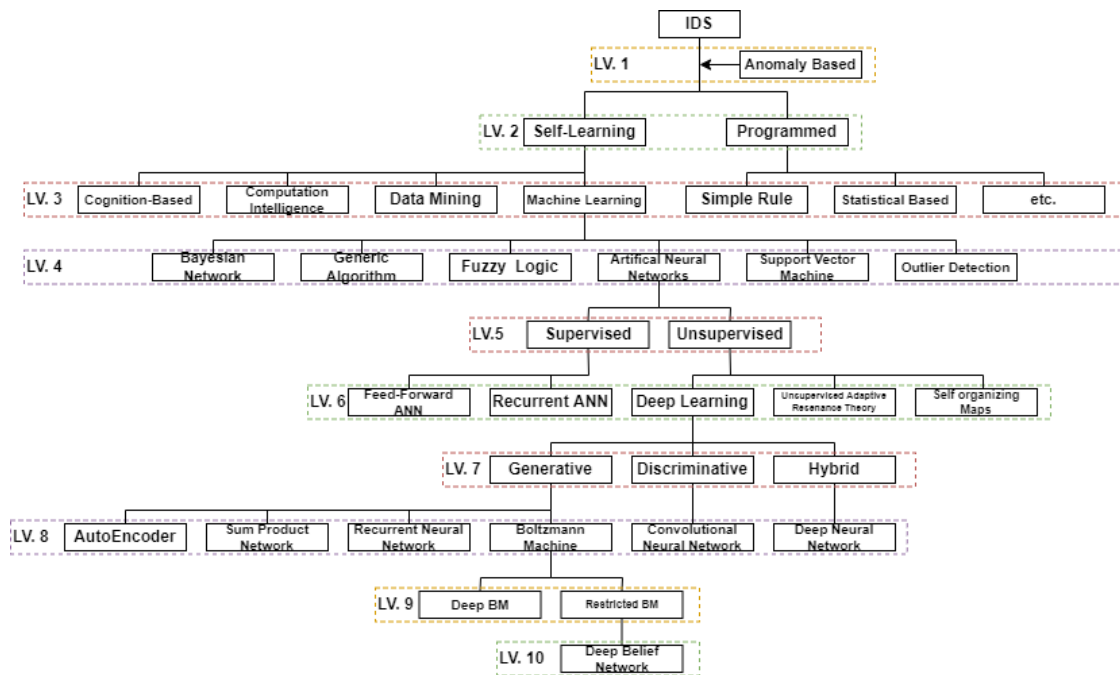 IDS
LV. 1
Anomaly Based
LV. 2
Self-Learning
Programmed
LV. 3
Cognition-Based
Computation
Intelligence
Data Mining
Machine Learning
Simple Rule
Statistical Based
etc.
LV. 4
Bayesian
Network
Generic
Algorithm
Fuzzy Logic
Artifical Neural
Networks
Support Vector
Machine
Outlier Detection
LV.5
Supervised
Unsupervised
LV. 6
Feed-Forward
ANN
Recurrent ANN
Deep Learning
Unsupervised Adaptive
Resenance Theory
Self organizing
Maps
LV. 7
Generative
Discriminative
Hybrid
LV. 8
AutoEncoder
Sum Product
Network
Recurrent Neural
Network
Boltzmann
Machine
Convolutional
Neural Network
Deep Neural
Network
LV. 9
Deep BM
Restricted BM
LV. 10
Deep Belief
Network